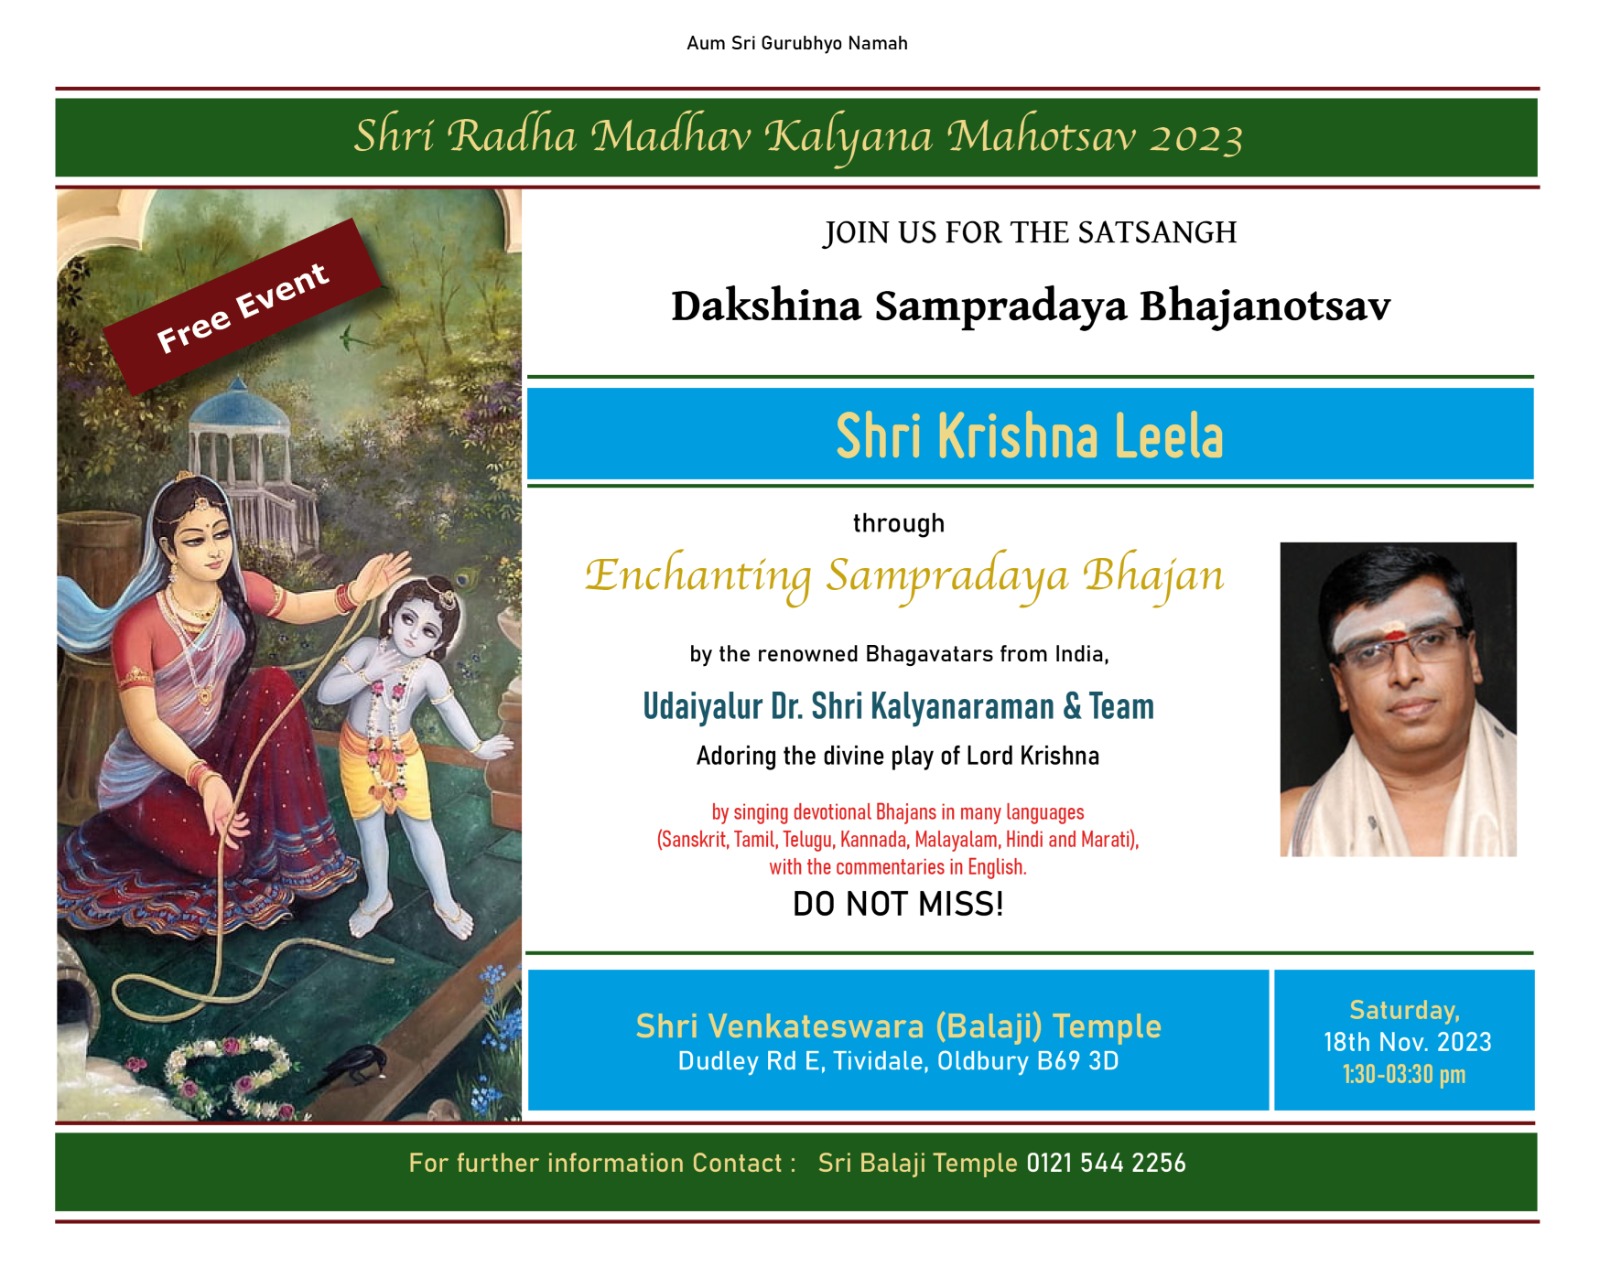 Aum Sri Gurubhyo Namah
Shri Radha Madhav Kalyana Mahotsav 2023
Free Event
JOIN US FOR THE SATSANGH
Dakshina Sampradaya Bhajanotsav
Shri Krishna Leela
through
Enchanting Sampradaya Bhajan
by the renowned Bhagavatars from India,
Udaiyalur Dr. Shri Kalyanaraman & Team
Adoring the divine play of Lord Krishna
by singing devotional Bhajans in many languages
(Sanskrit, Tamil, Telugu, Kannada, Malayalam, Hindi and Marati),
with the commentaries in English.
DO NOT MISS!
Shri Venkateswara (Balaji) Temple
Dudley Rd E, Tividale, Oldbury B69 3D
Saturday,
18th Nov. 2023
1:30-03:30 pm
For further information Contact : Sri Balaji Temple 0121 544 2256